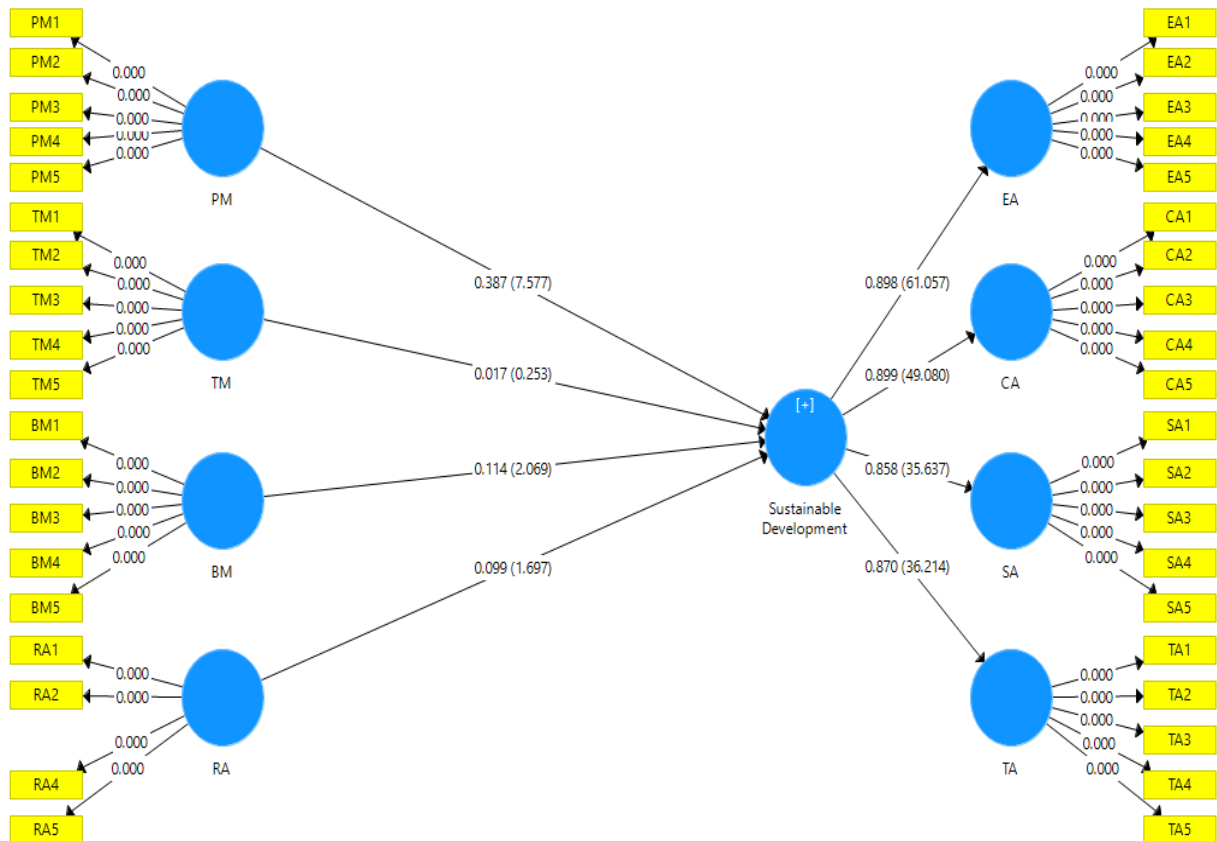 PM1
PM2
PM3
PM4
PM5
0.000
0.000
0.000
0.000
0.000
PM
TM1
TM2
TM3
TM4
TM5
0.000
0.000
0.000
0.000
0.000
TM
BM1
BM2
BM3
BM4
BM5
0.000
0.000
0.000
0.000
0.000
BM
RA1
RA2
RA4
RA5
0.000
0.000
0.000
0.000
RA
0.387 (7.577)
0.017 (0.253)
0.114 (2.069)
0.099 (1.697)
[+]
Sustainable
Development
0.898 (61.057)
0.899 (49.080)
0.858 (35.637)
0.870 (36.214)
EA
0.000
0.000
0.000
0.000
0.000
EA1
EA2
EA3
EA4
EA5
CA
0.000
0.000
0.000
0.000
0.000
CA1
CA2
CA3
CA4
CA5
SA
0.000
0.000
0.000
0.000
0.000
SA1
SA2
SA3
SA4
SA5
TA
0.000
0.000
0.000
0.000
0.000
TA1
TA2
TA3
TA4
TA5